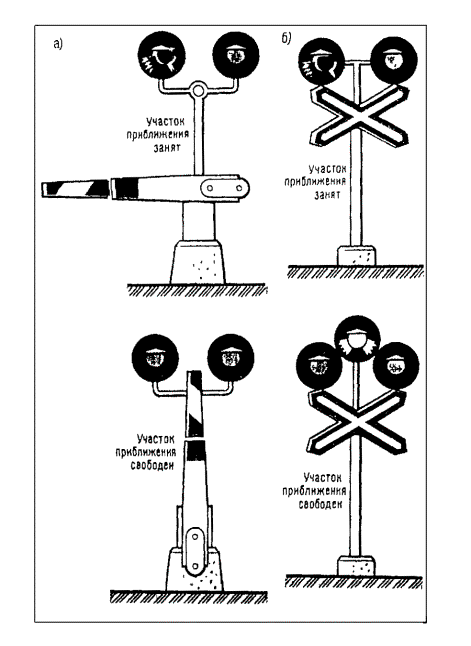 а)
Участок
приближения
занят
б)
Участок
приближения
занят
Участок
приближения
свободен
Участок
приближения
свободен